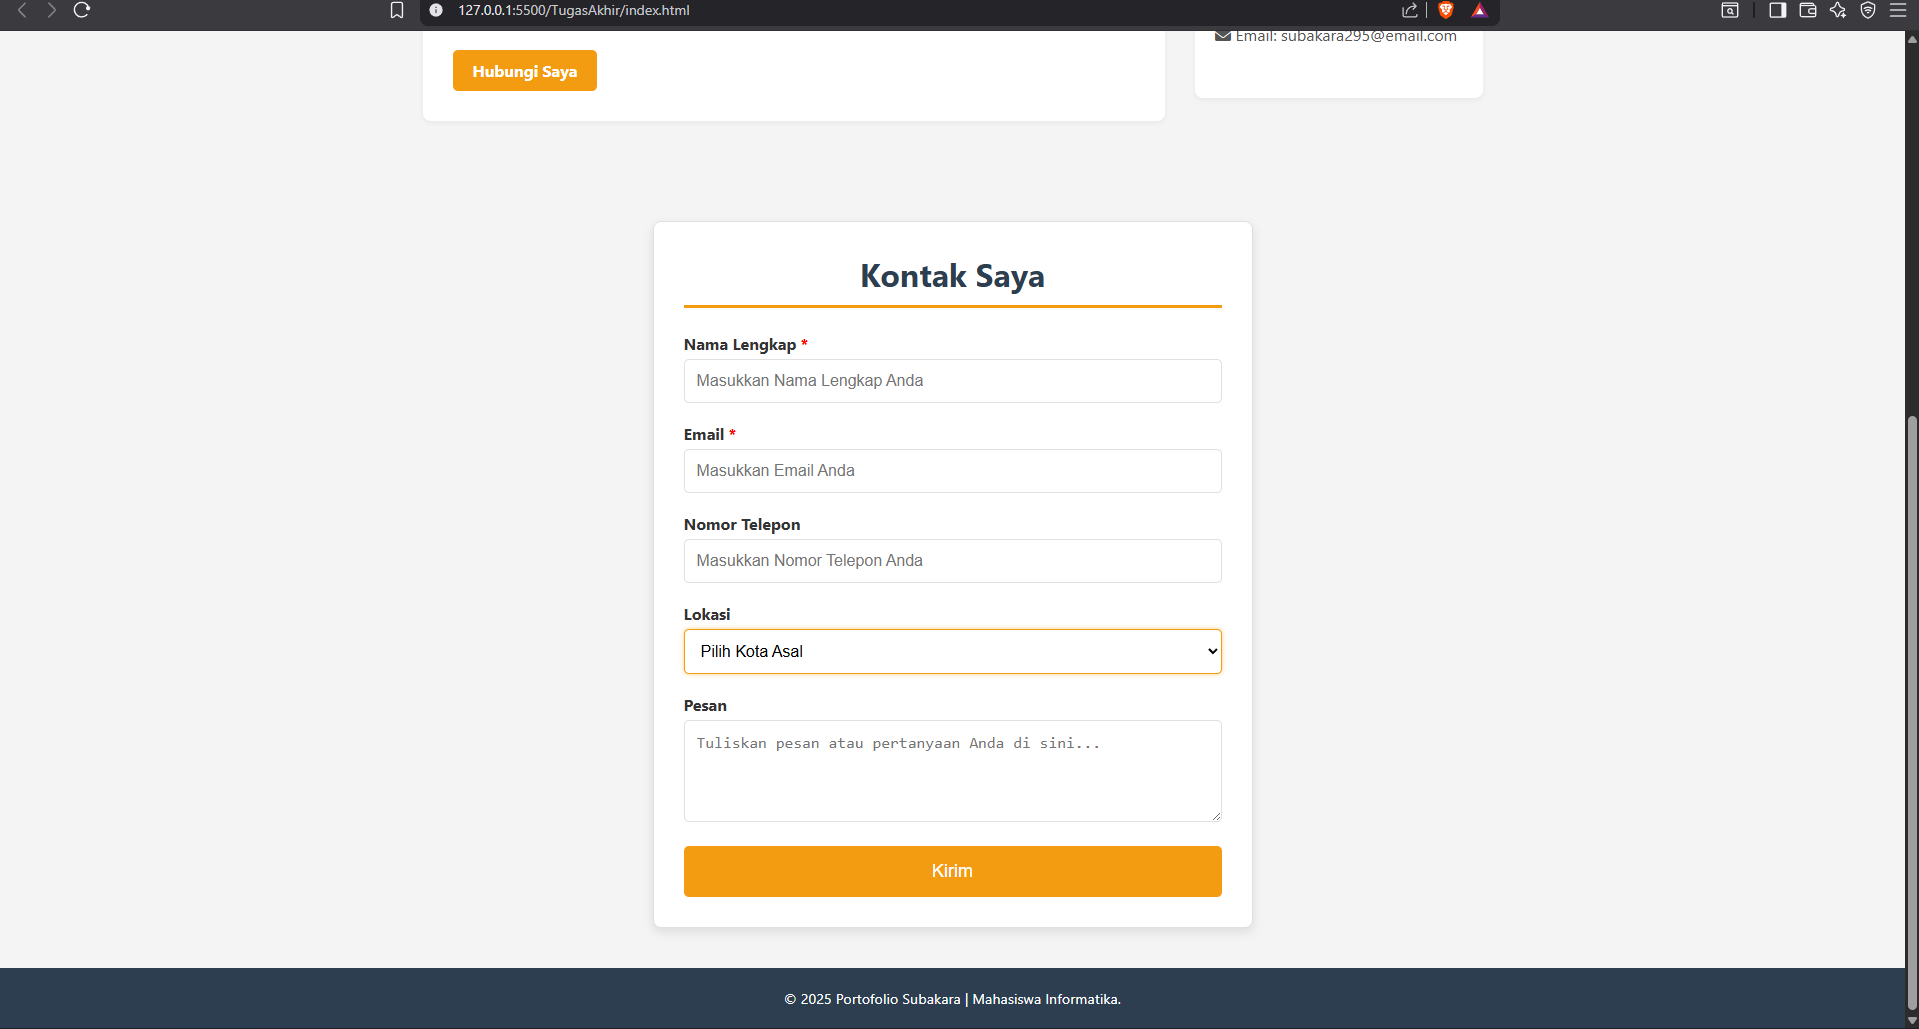 127.0.0.1:5500/TugasAkhir/index.html
Email: subakara295@email.com
Hubungi Saya
Kontak Saya
Nama Lengkap *
Masukkan Nama Lengkap Anda
Email *
Masukkan Email Anda
Nomor Telepon
Masukkan Nomor Telepon Anda
Lokasi
Pilih Kota Asal
Pesan
Tuliskan pesan atau pertanyaan Anda di sini...
Kirim
© 2025 Portofolio Subakara | Mahasiswa Informatika.